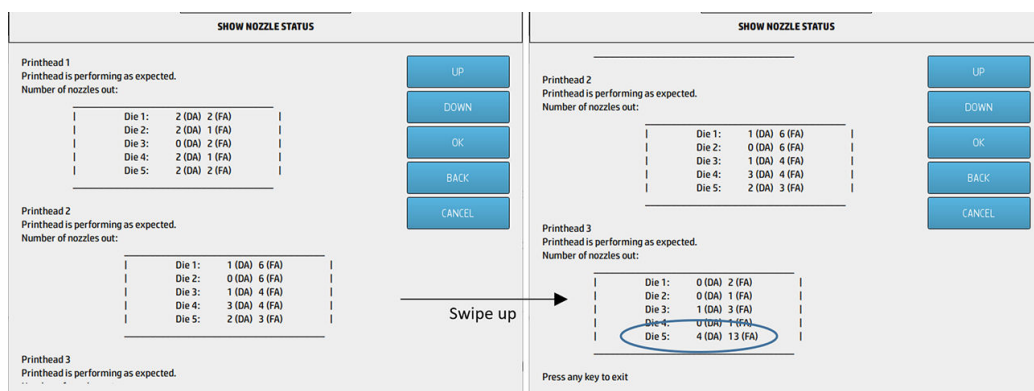 SHOW NOZZLE STATUS
Printhead 1
Printhead is performing as expected.
Number of nozzles out:
| Die 1: 2 (DA) 2 (FA) |
| Die 2: 2 (DA) 1 (FA) |
| Die 3: 0 (DA) 2 (FA) |
| Die 4: 2 (DA) 1 (FA) |
| Die 5: 2 (DA) 2 (FA) |
Printhead 2
Printhead is performing as expected.
Number of nozzles out:
| Die 1: 1 (DA) 6 (FA) |
| Die 2: 0 (DA) 6 (FA) |
| Die 3: 1 (DA) 4 (FA) |
| Die 4: 3 (DA) 4 (FA) |
| Die 5: 2 (DA) 3 (FA) |
Printhead 3
Printhead is performing as expected.
UP
DOWN
OK
BACK
CANCEL
Swipe up
SHOW NOZZLE STATUS
Printhead 2
Printhead is performing as expected.
Number of nozzles out:
| Die 1: 1 (DA) 6 (FA) |
| Die 2: 0 (DA) 6 (FA) |
| Die 3: 1 (DA) 4 (FA) |
| Die 4: 3 (DA) 4 (FA) |
| Die 5: 2 (DA) 3 (FA) |
Printhead 3
Printhead is performing as expected.
Number of nozzles out:
| Die 1: 0 (DA) 2 (FA) |
| Die 2: 0 (DA) 1 (FA) |
| Die 3: 1 (DA) 3 (FA) |
| Die 4: 0 (DA) 1 (FA) |
| Die 5: 4 (DA) 13 (FA) |
Press any key to exit
UP
DOWN
OK
BACK
CANCEL